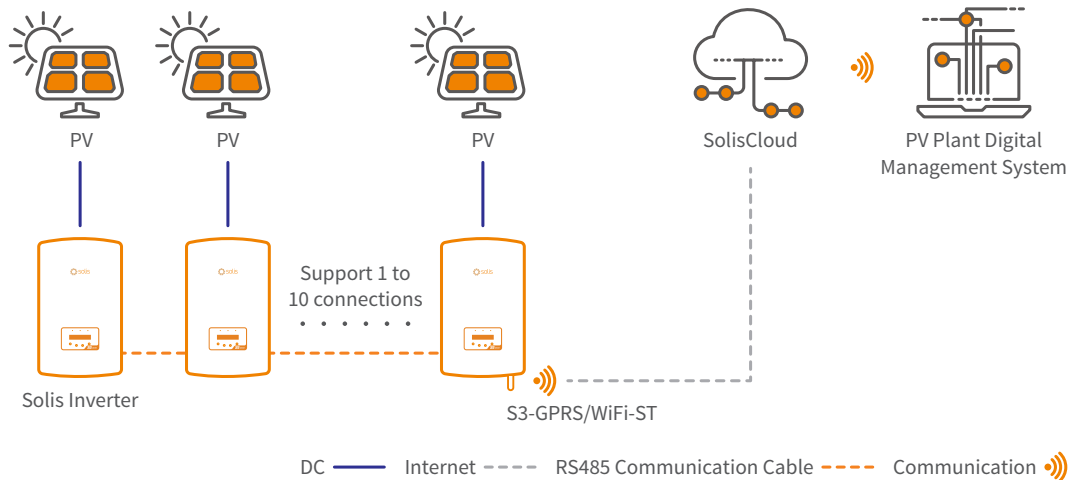 PV
PV
PV
SolisCloud
PV Plant Digital
Management System
solis
solis
solis
Support 1 to
10 connections
Solis Inverter
S3-GPRS/WiFi-ST
DC
Internet
RS485 Communication Cable
Communication